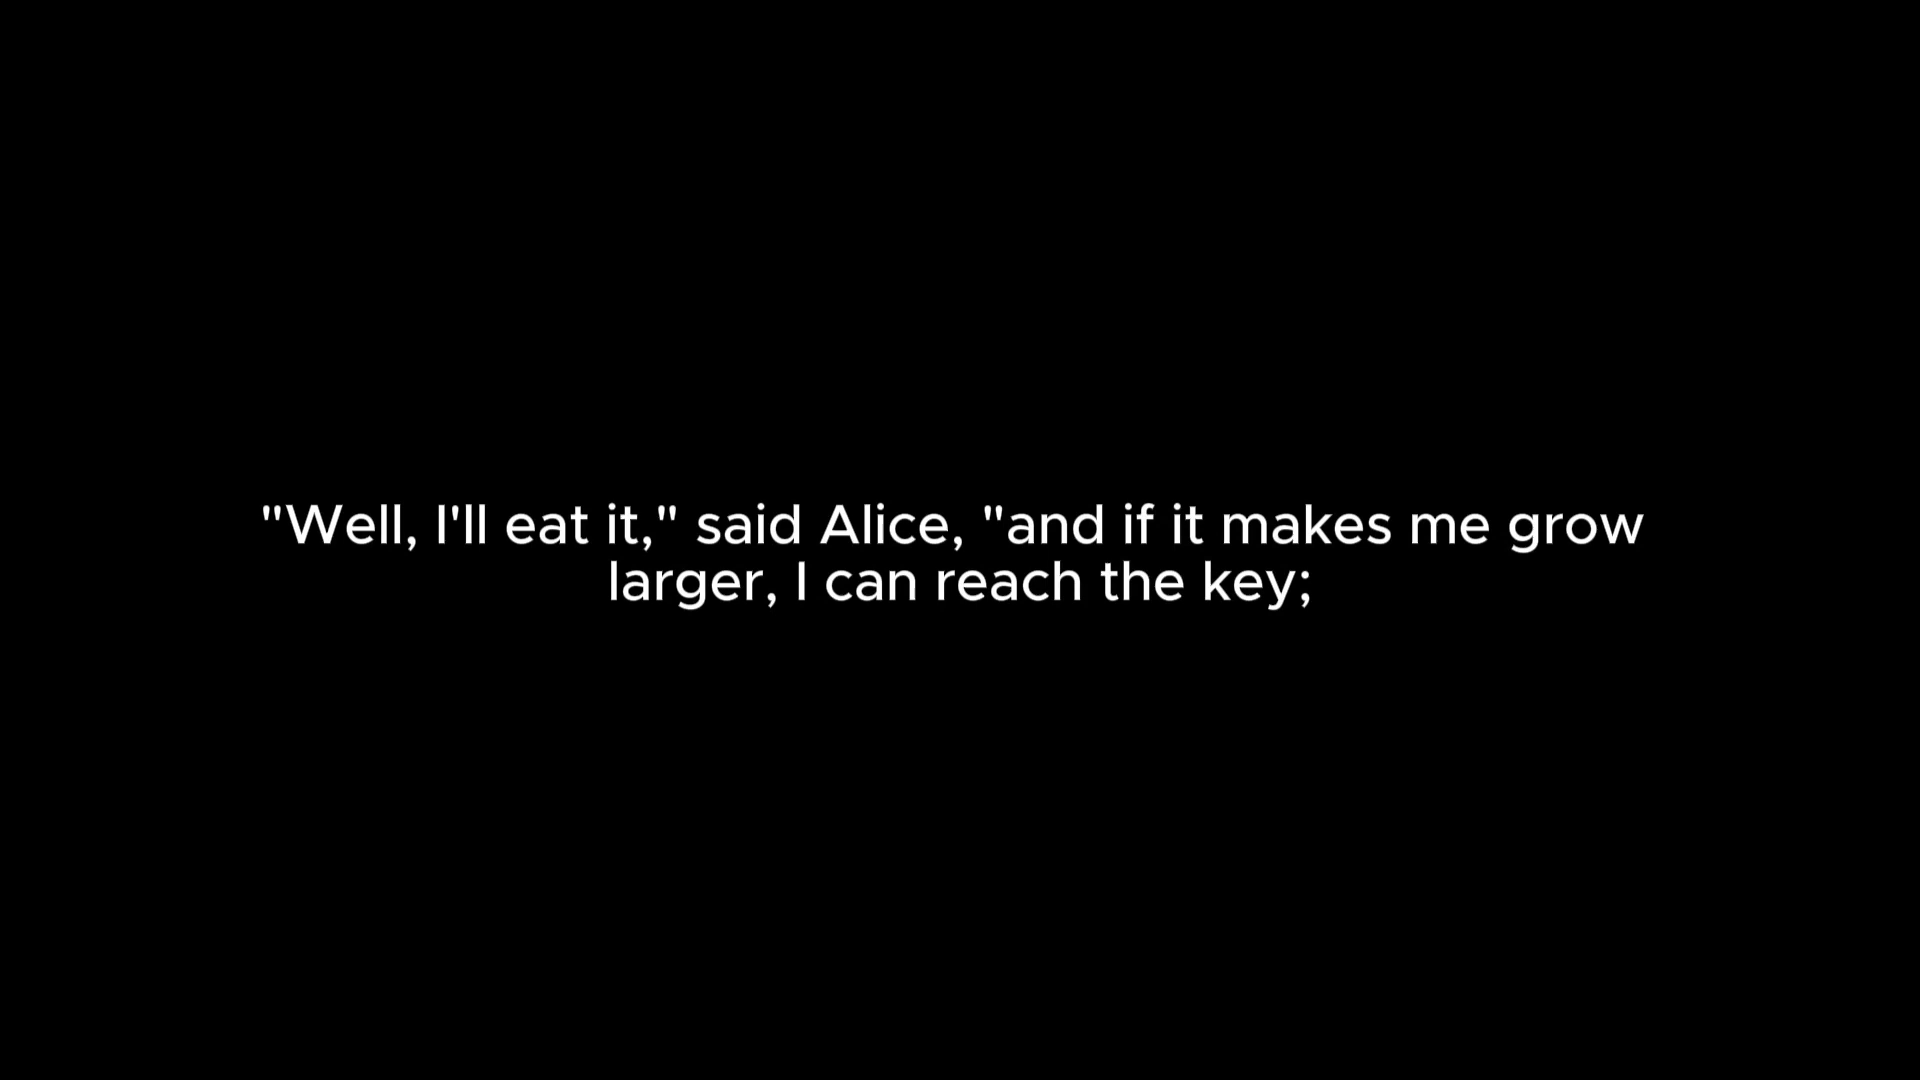 "Well, I'll eat it," said Alice, "and if it makes me grow
larger, I can reach the key;